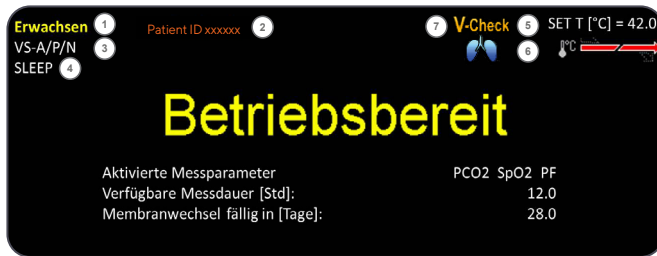 Erwachsen 1 Patient ID xxxxxx 2 7 V-Check 5 SET T [°C] = 42.0
VS-A/P/N 3 6 °C
SLEEP 4
Betriebsbereit
Aktivierte Messparameter PCO2 SpO2 PF
Verfügbare Messdauer [Std]: 12.0
Membranwechsel fällig in [Tage]: 28.0